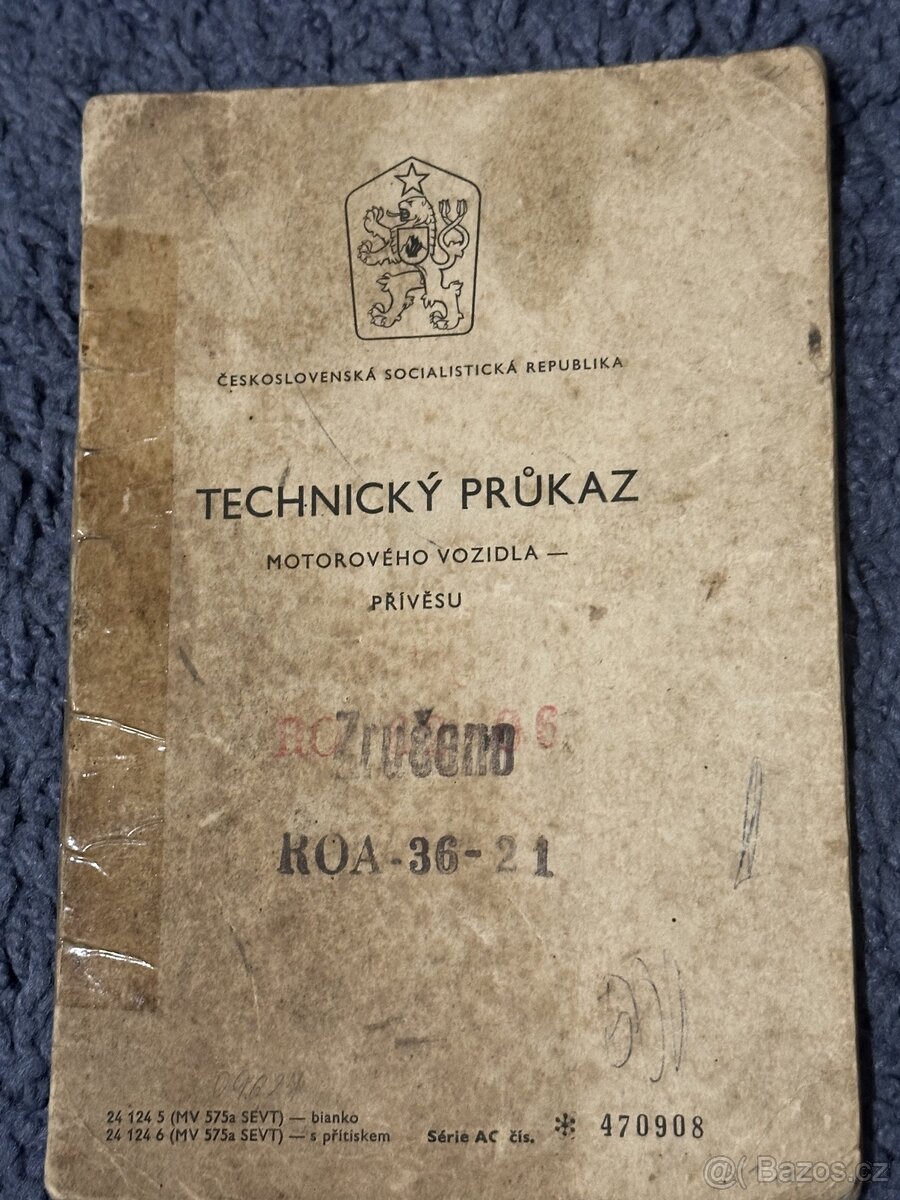 ČESKOSLOVENSKÁ SOCIALISTICKÁ REPUBLIKA
TECHNICKÝ PRŮKAZ
MOTOROVÉHO VOZIDLA —
PŘÍVĚSU
Zrušeno
ROA-36-21
24 124 5 (MV 575a SEVT) — bianko
24 124 6 (MV 575a SEVT) — s přítiskem Série AC čís. * 470908
@( Bazos.cz